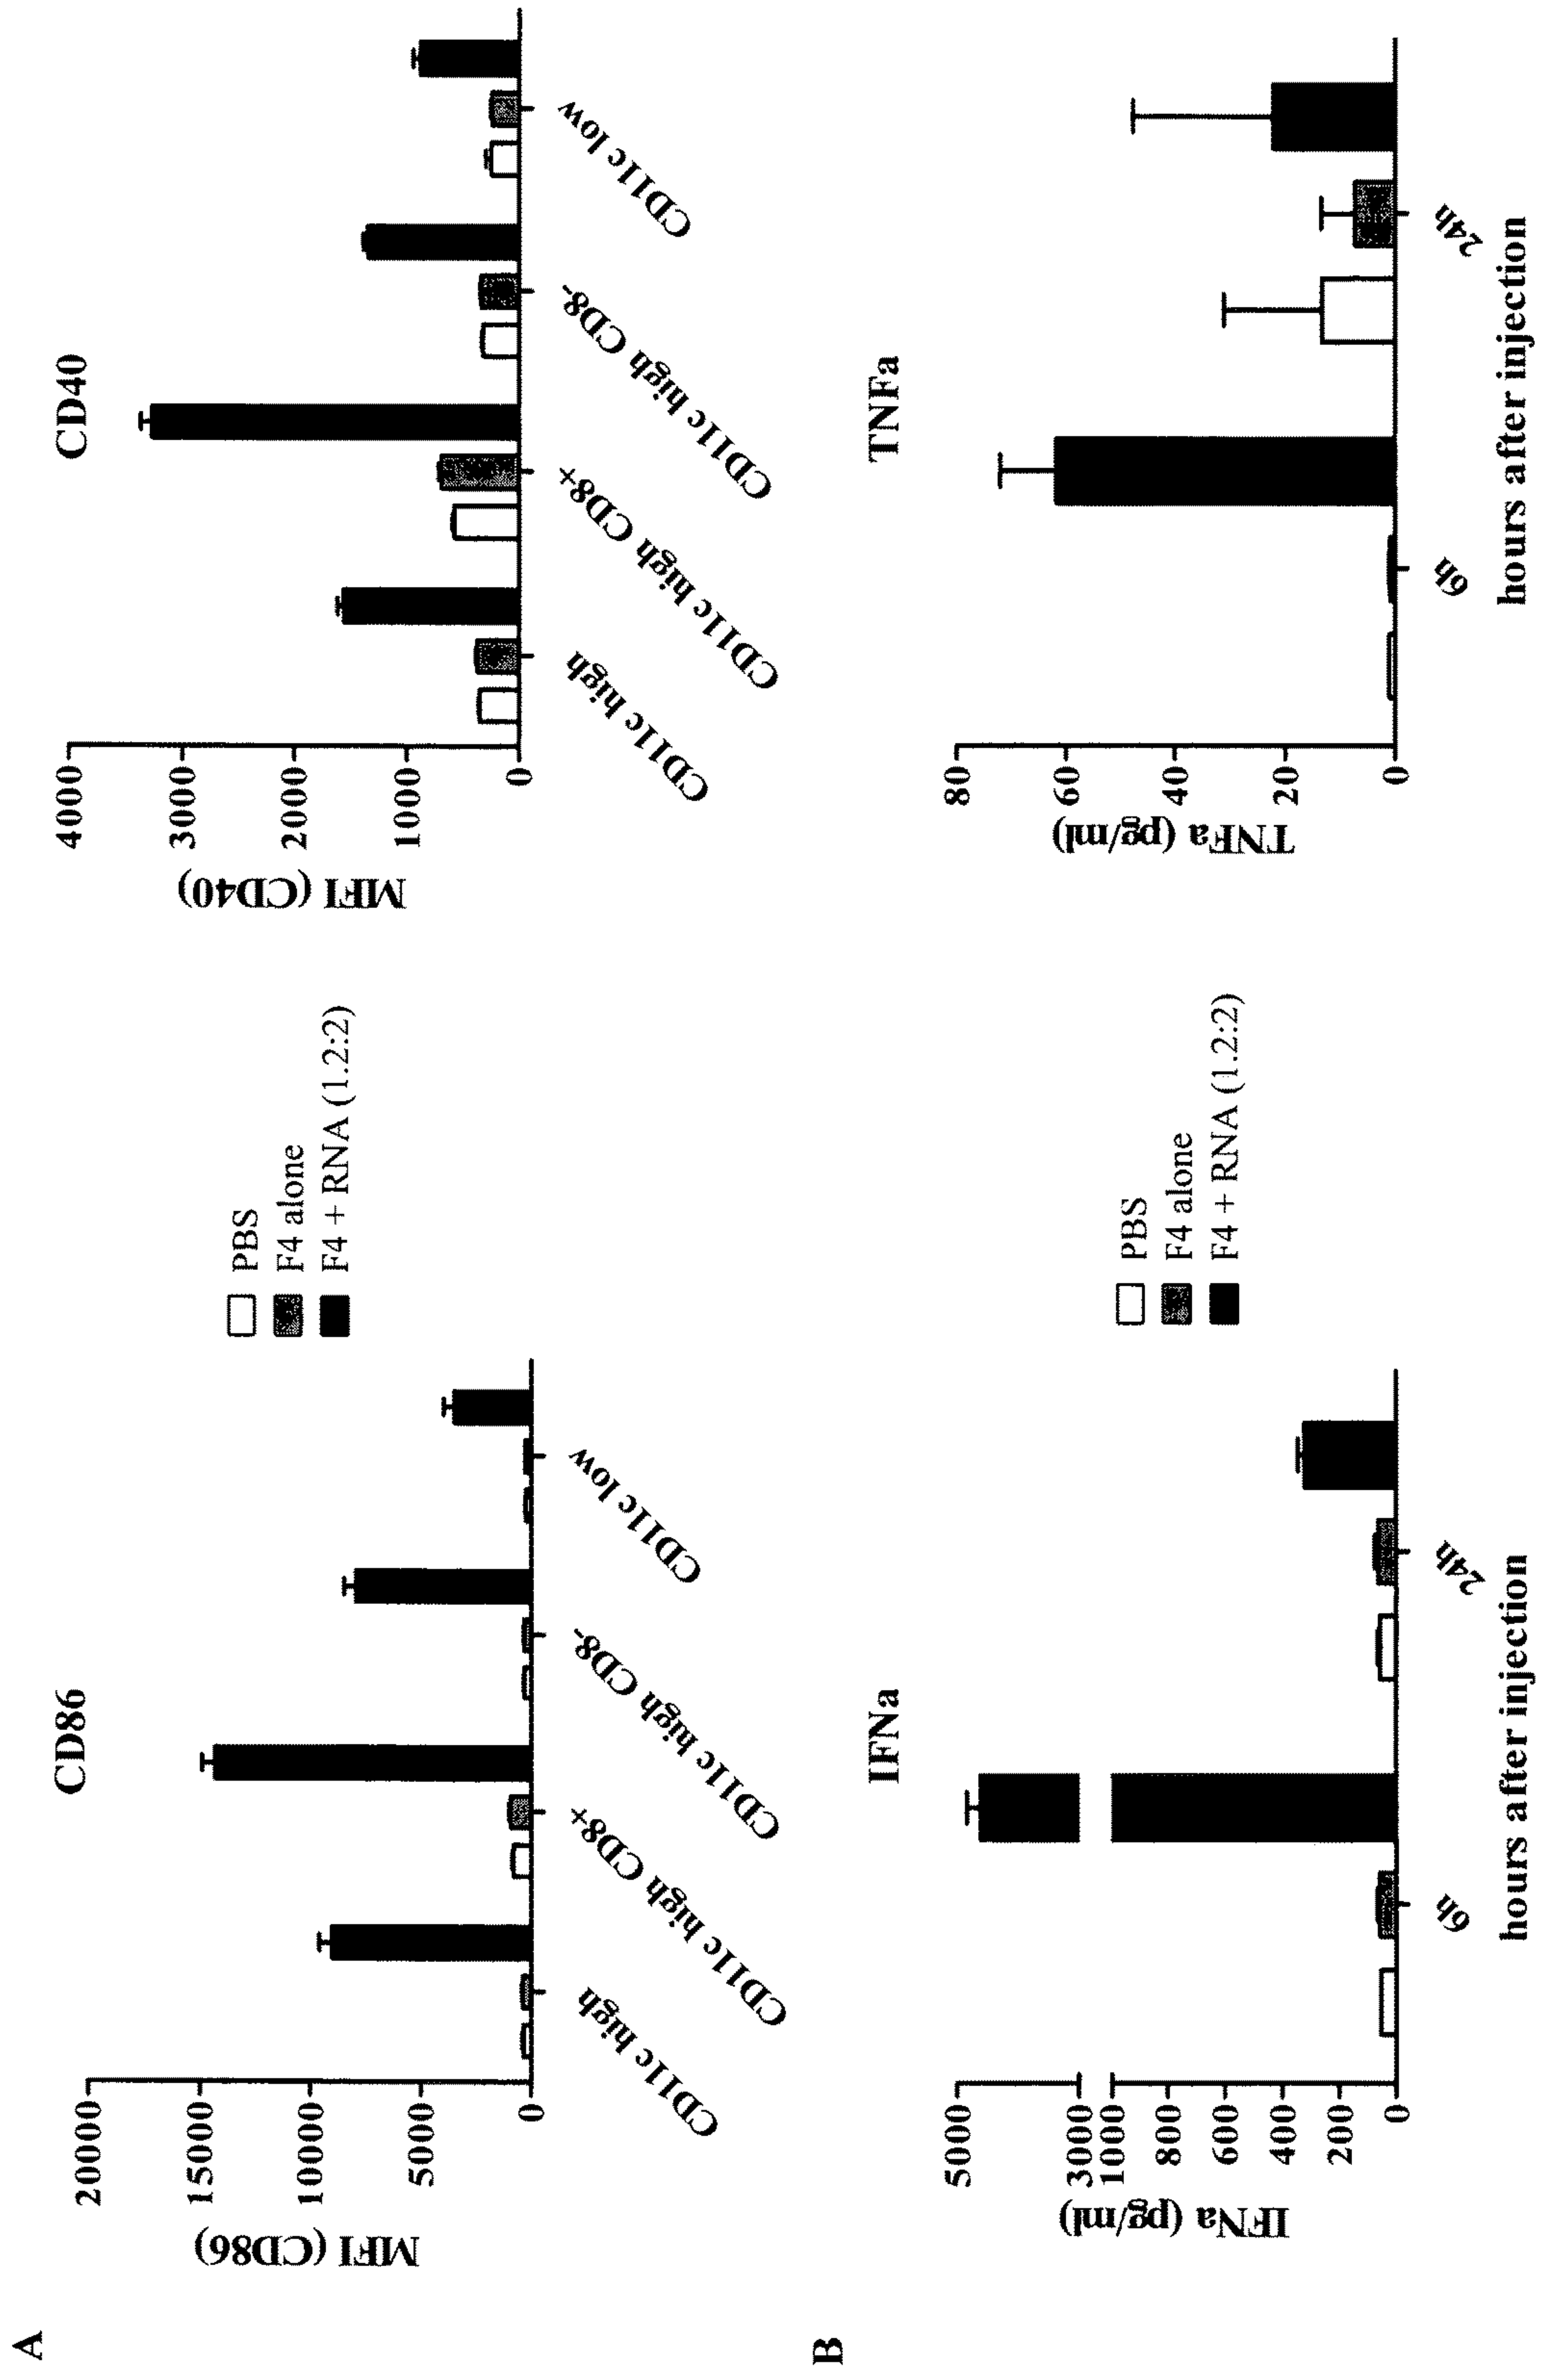 A
CD86
MFI (CD86)
20000
15000
10000
5000
0
CD11c high
CD11c high CD8+
CD11c high CD8-
CD11c low
PBS
F4 alone
F4 + RNA (1.2:2)
CD40
MFI (CD40)
4000
3000
2000
1000
0
CD11c high
CD11c high CD8+
CD11c high CD8-
CD11c low
B
IFNa
IFNa (pg/ml)
5000
3000
1000
800
600
400
200
0
6h
24h
hours after injection
PBS
F4 alone
F4 + RNA (1.2:2)
TNFa
TNFa (pg/ml)
80
60
40
20
0
6h
24h
hours after injection